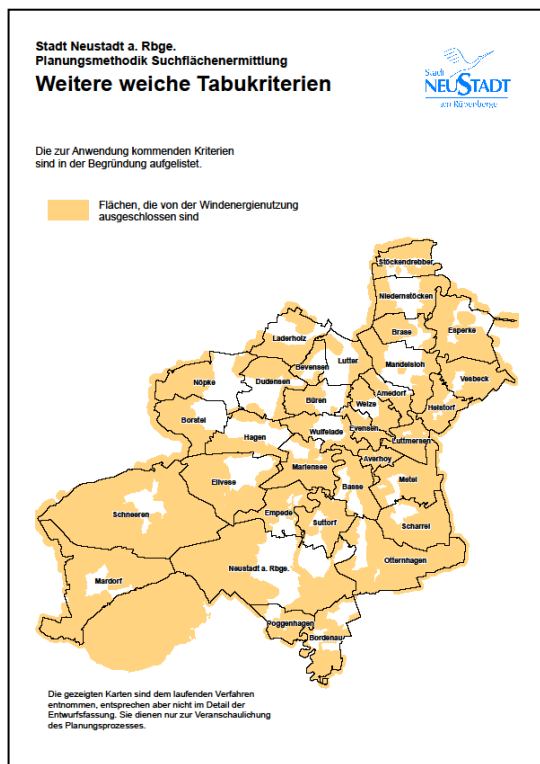 Stadt Neustadt a. Rbge.
Planungsmethodik Suchflächenermittlung
Weitere weiche Tabukriterien
Stadt
NEUSTADT
am Rübenberge
Die zur Anwendung kommenden Kriterien
sind in der Begründung aufgelistet.
Flächen, die von der Windenergienutzung
ausgeschlossen sind
Stöckendrebber
Niedernstöcken
Brase
Esperke
Laderholz
Lutter
Bevensen
Mandelsloh
Vesbeck
Nöpke
Dudensen
Amedorf
Büren
Welze
Helstorf
Borstel
Wulfelade
Evensen
Hagen
Luttmersen
Averhoy
Mariensee
Eilvese
Basse
Metel
Schneeren
Empede
Suttorf
Scharrel
Otternhagen
Neustadt a. Rbge.
Mardorf
Poggenhagen
Bordenau
Die gezeigten Karten sind dem laufenden Verfahren
entnommen, entsprechen aber nicht im Detail der
Entwurfsfassung. Sie dienen nur zur Veranschaulichung
des Planungsprozesses.